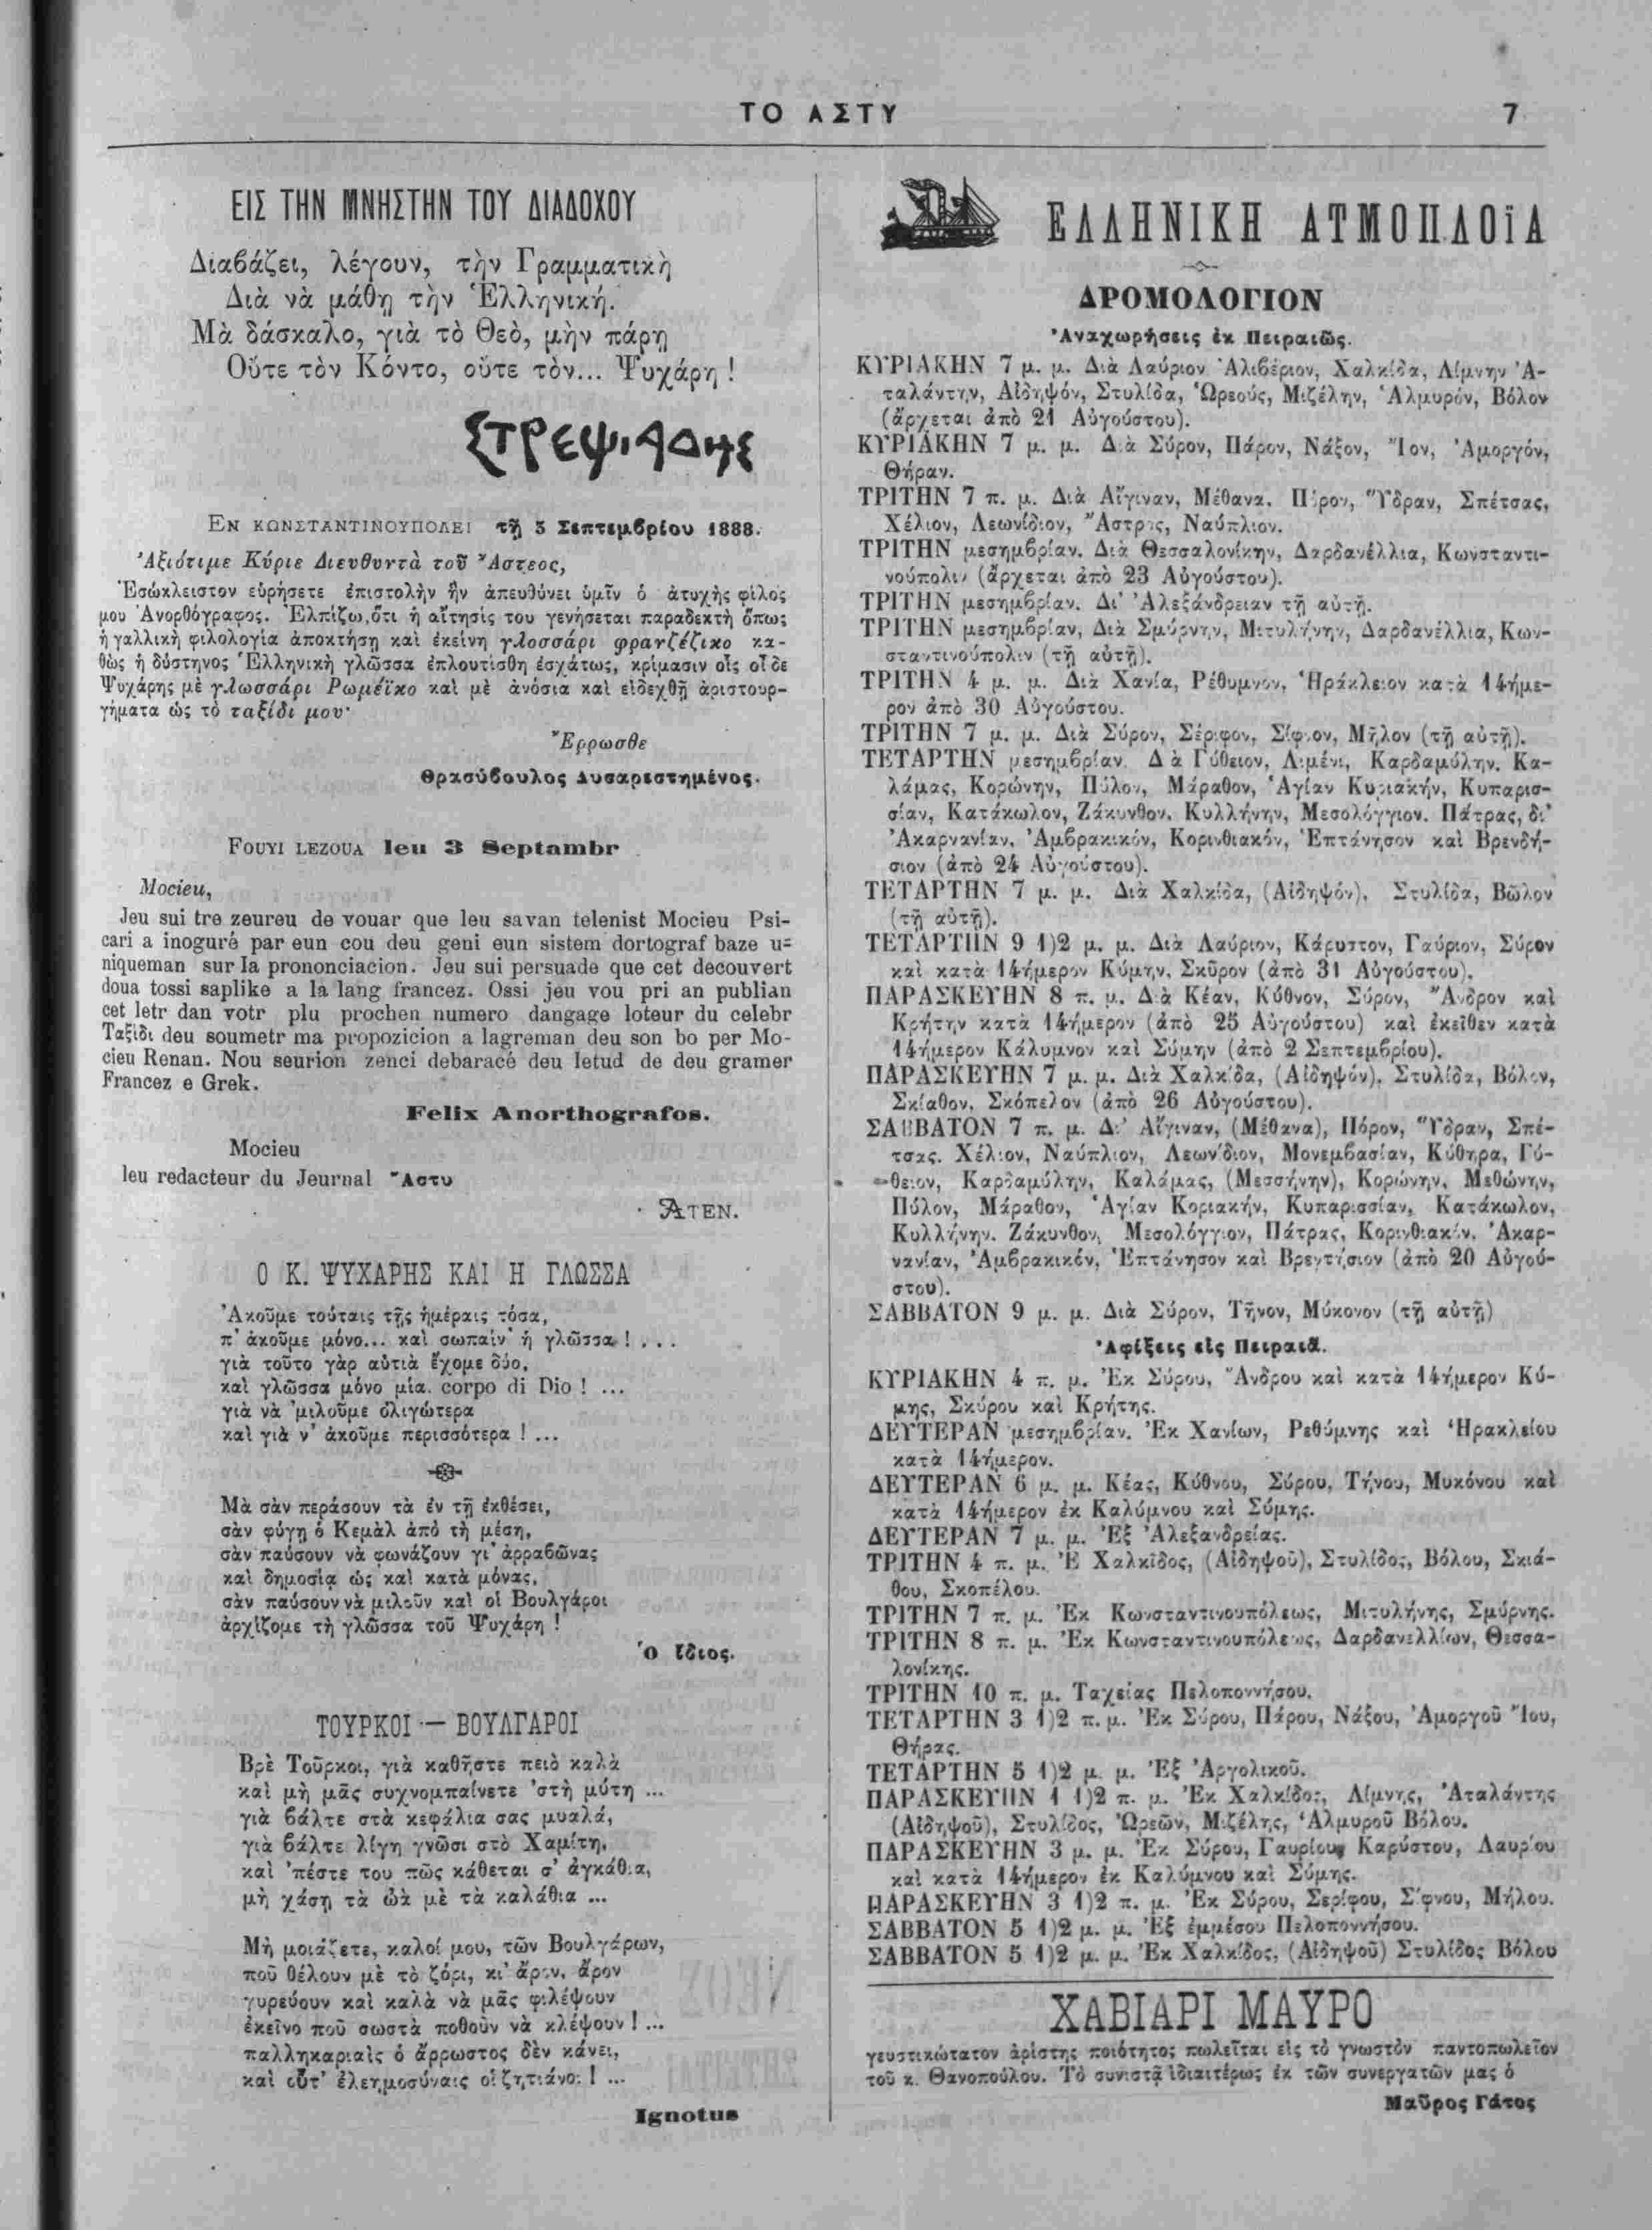 ΤΟ ΑΣΤΥ
7
ΕΙΣ ΤΗΝ ΜΝΗΣΤΗΝ ΤΟΥ ΔΙΑΔΟΧΟΥ
Διαβάζει, λέγουν, τὴν Γραμματικὴ
Διὰ νὰ μάθῃ τὴν Ἑλληνική.
Μὰ δάσκαλο, γιὰ τὸ Θεὸ, μὴν πάρῃ
Οὔτε τὸν Κόντο, οὔτε τὸν... Ψυχάρη !
ΣΤΡΕΨΙΑΔΗΣ
ΕΝ ΚΩΝΣΤΑΝΤΙΝΟΥΠΟΛΕΙ τῇ 3 Σεπτεμβρίου 1888.
Ἀξιότιμε Κύριε Διευθυντὰ τοῦ Ἄστεος,
Ἐσώκλειστον εὑρήσετε ἐπιστολὴν ἣν ἀπευθύνει ὑμῖν ὁ ἀτυχὴς φίλος
μου Ἀνορθόγραφος. Ἐλπίζω, ὅτι ἡ αἴτησίς του γενήσεται παραδεκτὴ ὅπως
ἡ γαλλικὴ φιλολογία ἀποκτήσῃ καὶ ἐκείνη γλοσσάρι φραντζέζικο κα-
θὼς ἡ δύστηνος Ἑλληνικὴ γλῶσσα ἐπλουτίσθη ἐσχάτως, κρίμασιν οἷς οἶδε
Ψυχάρης μὲ γλωσσάρι Ρωμέϊκο καὶ μὲ ἀνόσια καὶ εἰδεχθῆ ἀριστουρ-
γήματα ὡς τὸ ταξίδί μου·
Ἔρρωσθε
Θρασύβουλος Δυσαρεστημένος.
FOUYI LEZOUA leu 3 Septambr
Mocieu,
Jeu sui tre zeureu de vouar que leu savan telenist Mocieu Psi-
cari a inoguré par eun cou deu geni eun sistem dortograf baze u=
niqueman sur la prononciacion. Jeu sui persuade que cet decouvert
doua tossi saplike a la lang francez. Ossi jeu vou pri an publian
cet letr dan votr plu prochen numero dangage loteur du celebr
Ταξίδι deu soumetr ma propozicion a lagreman deu son bo per Mo-
cieu Renan. Nou seurion zenci debaracé deu letud de deu gramer
Francez e Grek.
Felix Anorthografos.
Mocieu
leu redacteur du Jeurnal Ἄστυ
ATEN.
Ο Κ. ΨΥΧΑΡΗΣ ΚΑΙ Η ΓΛΩΣΣΑ
Ἀκοῦμε τούταις τῇς ἡμέραις τόσα,
π' ἀκοῦμε μόνο... καὶ σωπαίν' ἡ γλῶσσα ! ...
γιὰ τοῦτο γὰρ αὐτιὰ ἔχομε δύο,
καὶ γλῶσσα μόνο μία. corpo di Dio ! ...
γιὰ νὰ 'μιλοῦμε ὀλιγώτερα
καὶ γιὰ ν' ἀκοῦμε περισσότερα ! ...
Μὰ σὰν περάσουν τὰ ἐν τῇ ἐκθέσει,
σὰν φύγῃ ὁ Κεμὰλ ἀπὸ τὴ μέση,
σὰν παύσουν νὰ φωνάζουν γι' ἀρραβῶνας
καὶ δημοσίᾳ ὡς καὶ κατὰ μόνας,
σὰν παύσουν νὰ μιλοῦν καὶ οἱ Βουλγάροι
ἀρχίζομε τὴ γλῶσσα τοῦ Ψυχάρη !
Ὁ ἴδιος.
ΤΟΥΡΚΟΙ — ΒΟΥΛΓΑΡΟΙ
Βρὲ Τοῦρκοι, γιὰ καθῆστε πειὸ καλὰ
καὶ μὴ μᾶς συχνομπαίνετε 'στὴ μύτη ...
γιὰ βάλτε στὰ κεφάλια σας μυαλά,
γιὰ βάλτε λίγη γνῶσι στὸ Χαμίτη,
καὶ 'πέστε του πῶς κάθεται σ' ἀγκάθια,
μὴ χάσῃ τὰ ὠὰ μὲ τὰ καλάθια ...
Μὴ μοιάζετε, καλοί μου, τῶν Βουλγάρων,
ποῦ θέλουν μὲ τὸ ζόρι, κι' ἆρον, ἆρον
γυρεύουν καὶ καλὰ νὰ μᾶς φιλέψουν
ἐκεῖνο ποῦ σωστὰ ποθοῦν νὰ κλέψουν ! ...
παλληκαριαὶς ὁ ἄρρωστος δὲν κάνει,
καὶ οὔτ' ἐλεημοσύναις οἱ ζητιάνοι ! ...
Ignotus
ΕΛΛΗΝΙΚΗ ΑΤΜΟΠΛΟΪΑ
ΔΡΟΜΟΛΟΓΙΟΝ
Ἀναχωρήσεις ἐκ Πειραιῶς.
ΚΥΡΙΑΚΗΝ 7 μ. μ. Διὰ Λαύριον Ἀλιβέριον, Χαλκίδα, Λίμνην Ἀ-
ταλάντην, Αἰδηψόν, Στυλίδα, Ὠρεούς, Μιζέλην, Ἁλμυρόν, Βόλον
(ἄρχεται ἀπὸ 21 Αὐγούστου).
ΚΥΡΙΑΚΗΝ 7 μ. μ. Διὰ Σύρον, Πάρον, Νάξον, Ἴον, Ἀμοργόν,
Θήραν.
ΤΡΙΤΗΝ 7 π. μ. Διὰ Αἴγιναν, Μέθανα, Πόρον, Ὕδραν, Σπέτσας,
Χέλιον, Λεωνίδιον, Ἄστρος, Ναύπλιον.
ΤΡΙΤΗΝ μεσημβρίαν. Διὰ Θεσσαλονίκην, Δαρδανέλλια, Κωνσταντι-
νούπολιν (ἄρχεται ἀπὸ 23 Αὐγούστου).
ΤΡΙΤΗΝ μεσημβρίαν. Δι' Ἀλεξάνδρειαν τῇ αὐτῇ.
ΤΡΙΤΗΝ μεσημβρίαν, Διὰ Σμύρνην, Μιτυλήνην, Δαρδανέλλια, Κων-
σταντινούπολιν (τῇ αὐτῇ).
ΤΡΙΤΗΝ 4 μ. μ. Διὰ Χανία, Ρέθυμνον, Ἡράκλειον κατὰ 14ήμε-
ρον ἀπὸ 30 Αὐγούστου.
ΤΡΙΤΗΝ 7 μ. μ. Διὰ Σύρον, Σέριφον, Σίφνον, Μῆλον (τῇ αὐτῇ).
ΤΕΤΑΡΤΗΝ μεσημβρίαν. Διὰ Γύθειον, Λιμένι, Καρδαμύλην, Κα-
λάμας, Κορώνην, Πύλον, Μάραθον, Ἁγίαν Κυριακήν, Κυπαρισ-
σίαν, Κατάκωλον, Ζάκυνθον, Κυλλήνην, Μεσολόγγιον. Πάτρας, δι'
Ἀκαρνανίαν, Ἀμβρακικόν, Κορινθιακόν, Ἑπτάνησον καὶ Βρενδή-
σιον (ἀπὸ 24 Αὐγούστου).
ΤΕΤΑΡΤΗΝ 7 μ. μ. Διὰ Χαλκίδα, (Αἰδηψόν), Στυλίδα, Βῶλον
(τῇ αὐτῇ).
ΤΕΤΑΡΤΗΝ 9 1)2 μ. μ. Διὰ Λαύριον, Κάρυστον, Γαύριον, Σύρον
καὶ κατὰ 14ήμερον Κύμην, Σκῦρον (ἀπὸ 31 Αὐγούστου).
ΠΑΡΑΣΚΕΥΗΝ 8 π. μ. Διὰ Κέαν, Κύθνον, Σύρον, Ἄνδρον καὶ
Κρήτην κατὰ 14ήμερον (ἀπὸ 25 Αὐγούστου) καὶ ἐκεῖθεν κατὰ
14ήμερον Κάλυμνον καὶ Σύμην (ἀπὸ 2 Σεπτεμβρίου).
ΠΑΡΑΣΚΕΥΗΝ 7 μ. μ. Διὰ Χαλκίδα, (Αἰδηψόν), Στυλίδα, Βόλον,
Σκίαθον, Σκόπελον (ἀπὸ 26 Αὐγούστου).
ΣΑΒΒΑΤΟΝ 7 π. μ. Δι' Αἴγιναν, (Μέθανα), Πόρον, Ὕδραν, Σπέ-
τσας. Χέλιον, Ναύπλιον, Λεωνίδιον, Μονεμβασίαν, Κύθηρα, Γύ-
θειον, Καρδαμύλην, Καλάμας, (Μεσσήνην), Κορώνην, Μεθώνην,
Πύλον, Μάραθον, Ἁγίαν Κοριακήν, Κυπαρισσίαν, Κατάκωλον,
Κυλλήνην. Ζάκυνθον, Μεσολόγγιον, Πάτρας, Κορινθιακόν, Ἀκαρ-
νανίαν, Ἀμβρακικόν, Ἑπτάνησον καὶ Βρεντήσιον (ἀπὸ 20 Αὐγού-
στου).
ΣΑΒΒΑΤΟΝ 9 μ. μ. Διὰ Σύρον, Τῆνον, Μύκονον (τῇ αὐτῇ)
Ἀφίξεις εἰς Πειραιᾶ.
ΚΥΡΙΑΚΗΝ 4 π. μ. Ἐκ Σύρου, Ἄνδρου καὶ κατὰ 14ήμερον Κύ-
μης, Σκύρου καὶ Κρήτης.
ΔΕΥΤΕΡΑΝ μεσημβρίαν. Ἐκ Χανίων, Ρεθύμνης καὶ Ἡρακλείου
κατὰ 14ήμερον.
ΔΕΥΤΕΡΑΝ 6 μ. μ. Κέας, Κύθνου, Σύρου, Τήνου, Μυκόνου καὶ
κατὰ 14ήμερον ἐκ Καλύμνου καὶ Σύμης.
ΔΕΥΤΕΡΑΝ 7 μ. μ. Ἐξ Ἀλεξανδρείας.
ΤΡΙΤΗΝ 4 π. μ. Ἐ Χαλκῖδος, (Αἰδηψοῦ), Στυλίδος, Βόλου, Σκιά-
θου, Σκοπέλου.
ΤΡΙΤΗΝ 7 π. μ. Ἐκ Κωνσταντινουπόλεως, Μιτυλήνης, Σμύρνης.
ΤΡΙΤΗΝ 8 π. μ. Ἐκ Κωνσταντινουπόλεως, Δαρδανελλίων, Θεσσα-
λονίκης.
ΤΡΙΤΗΝ 10 π. μ. Ταχείας Πελοποννήσου.
ΤΕΤΑΡΤΗΝ 3 1)2 π. μ. Ἐκ Σύρου, Πάρου, Νάξου, Ἀμοργοῦ Ἴου,
Θήρας.
ΤΕΤΑΡΤΗΝ 5 1)2 μ. μ. Ἐξ Ἀργολικοῦ.
ΠΑΡΑΣΚΕΥΗΝ 1 1)2 π. μ. Ἐκ Χαλκίδος, Λίμνης, Ἀταλάντης
(Αἰδηψοῦ), Στυλίδος, Ὠρεῶν, Μιζέλης, Ἁλμυροῦ Βόλου.
ΠΑΡΑΣΚΕΥΗΝ 3 μ. μ. Ἐκ Σύρου, Γαυρίου, Καρύστου, Λαυρίου
καὶ κατὰ 14ήμερον ἐκ Καλύμνου καὶ Σύμης.
ΠΑΡΑΣΚΕΥΗΝ 3 1)2 π. μ. Ἐκ Σύρου, Σερίφου, Σίφνου, Μήλου.
ΣΑΒΒΑΤΟΝ 5 1)2 μ. μ. Ἐξ ἐμμέσου Πελοποννήσου.
ΣΑΒΒΑΤΟΝ 5 1)2 μ. μ. Ἐκ Χαλκίδος, (Αἰδηψοῦ) Στυλίδος Βόλου
ΧΑΒΙΑΡΙ ΜΑΥΡΟ
γευστικώτατον ἀρίστης ποιότητος πωλεῖται εἰς τὸ γνωστὸν παντοπωλεῖον
τοῦ κ. Θανοπούλου. Τὸ συνιστᾷ ἰδιαιτέρως ἐκ τῶν συνεργατῶν μας ὁ
Μαῦρος Γάτος